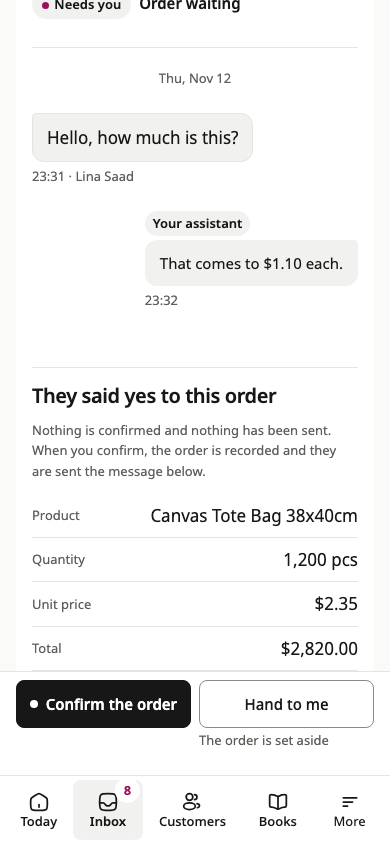 Needs you Order waiting
Thu, Nov 12
Hello, how much is this?
23:31 · Lina Saad
Your assistant
That comes to $1.10 each.
23:32
They said yes to this order
Nothing is confirmed and nothing has been sent.
When you confirm, the order is recorded and they
are sent the message below.
Product Canvas Tote Bag 38x40cm
Quantity 1,200 pcs
Unit price $2.35
Total $2,820.00
Confirm the order Hand to me
The order is set aside
8
Today Inbox Customers Books More